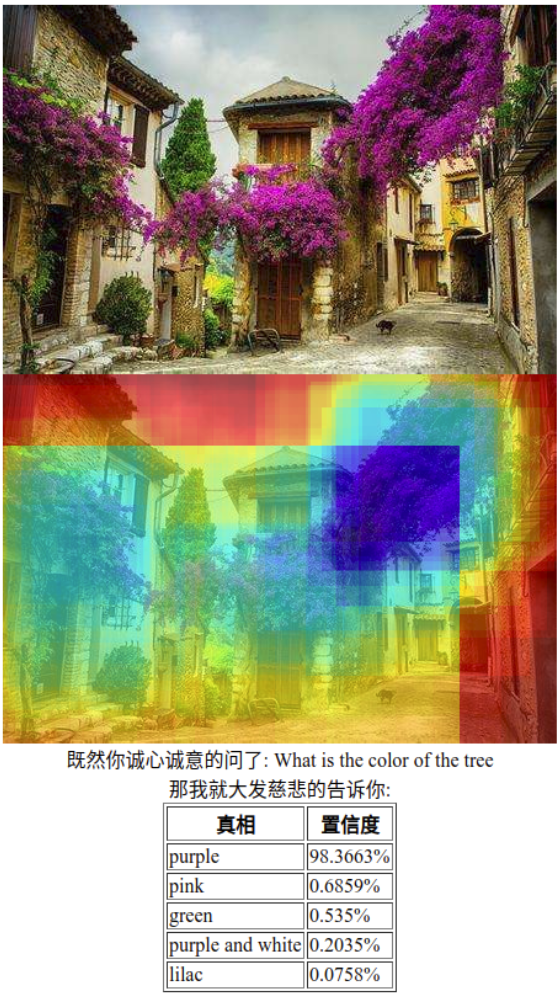 既然你诚心诚意的问了: What is the color of the tree
那我就大发慈悲的告诉你:
真相 置信度
purple 98.3663%
pink 0.6859%
green 0.535%
purple and white 0.2035%
lilac 0.0758%